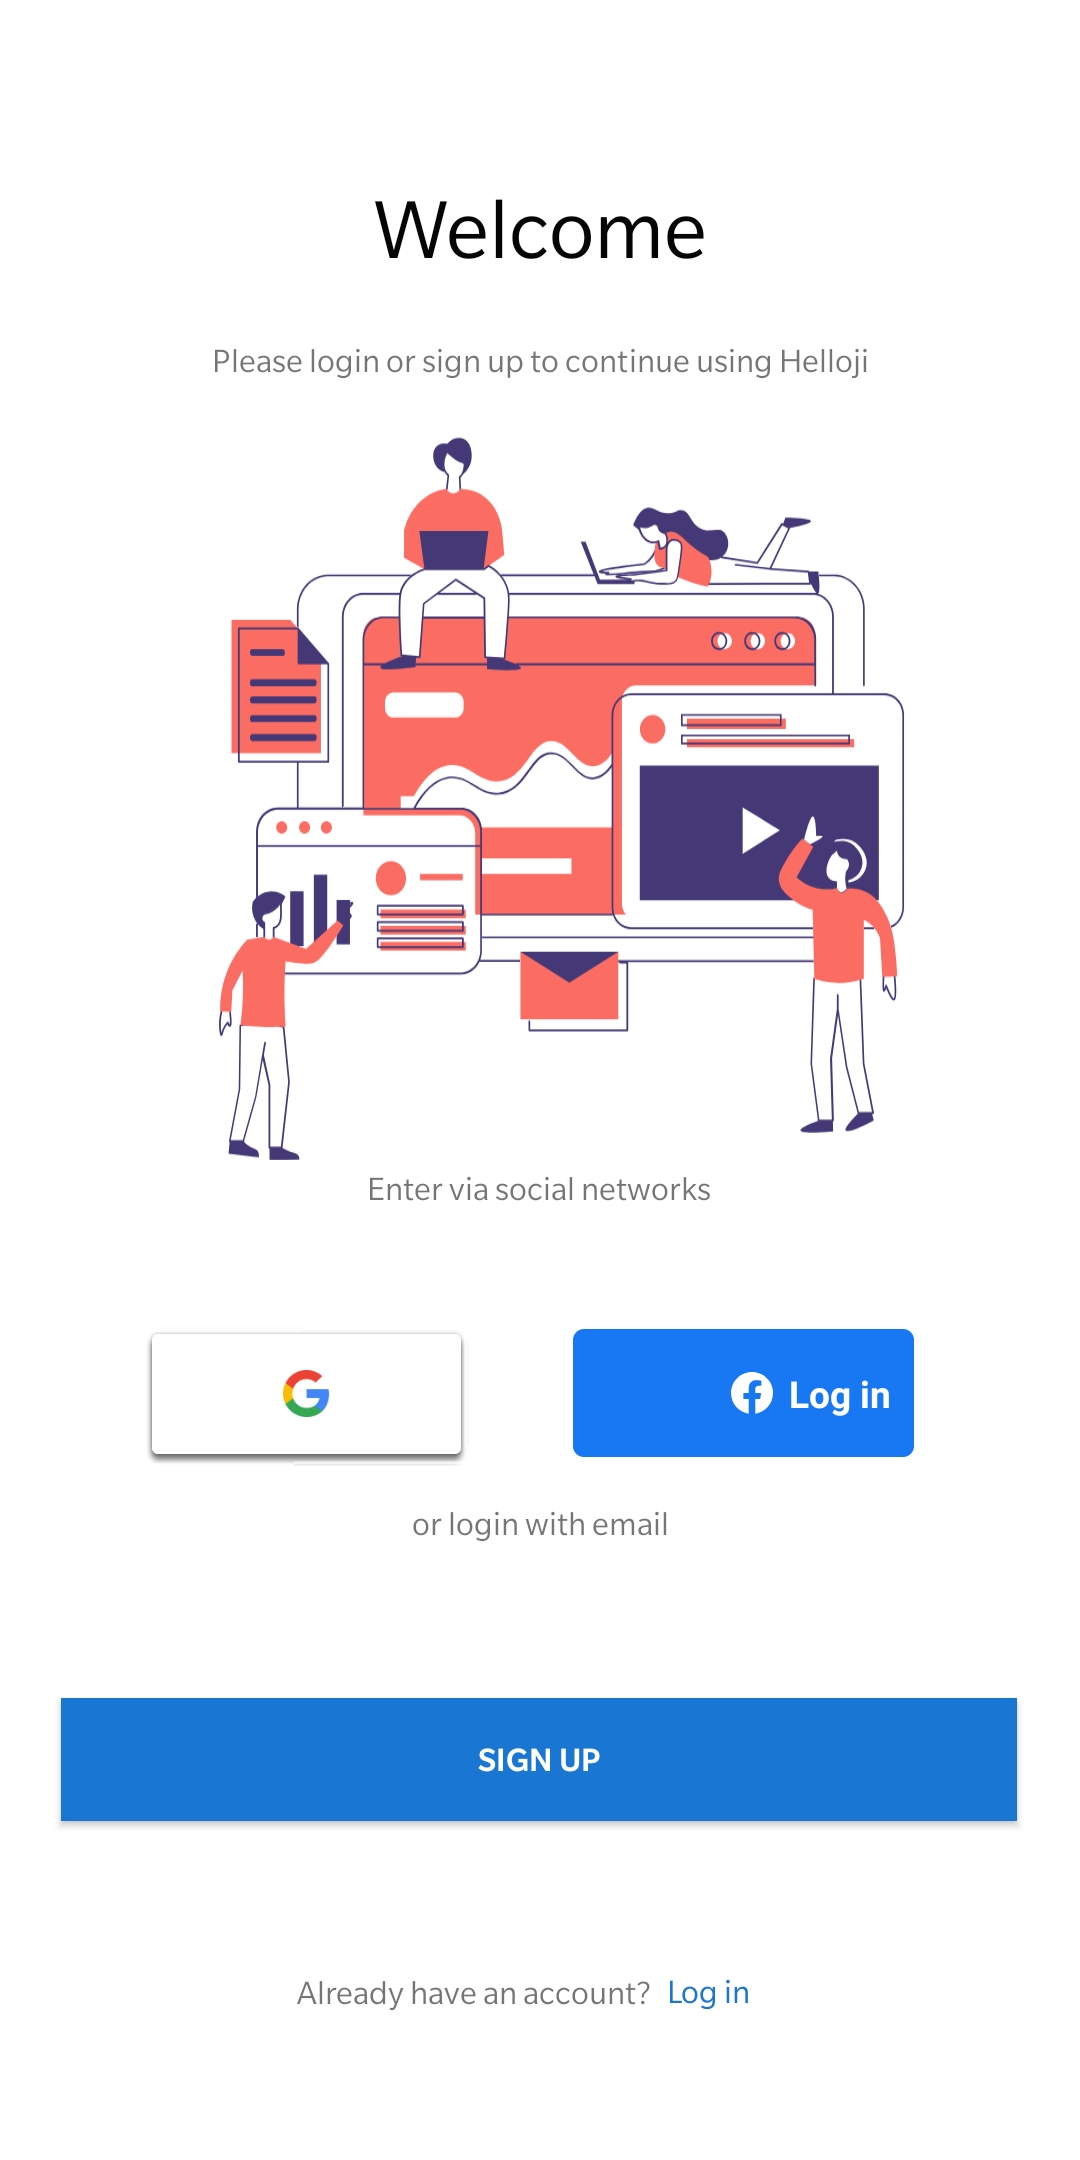 Welcome
Please login or sign up to continue using Helloji
Enter via social networks
Log in
or login with email
SIGN UP
Already have an account? Log in